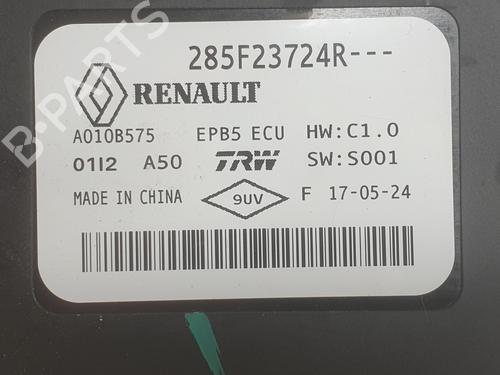 285F23724R---
RENAULT
A010B575 EPB5 ECU HW:C1.0
01I2 A50 TRW SW:S001
MADE IN CHINA 9UV F 17-05-24
B-PARTS